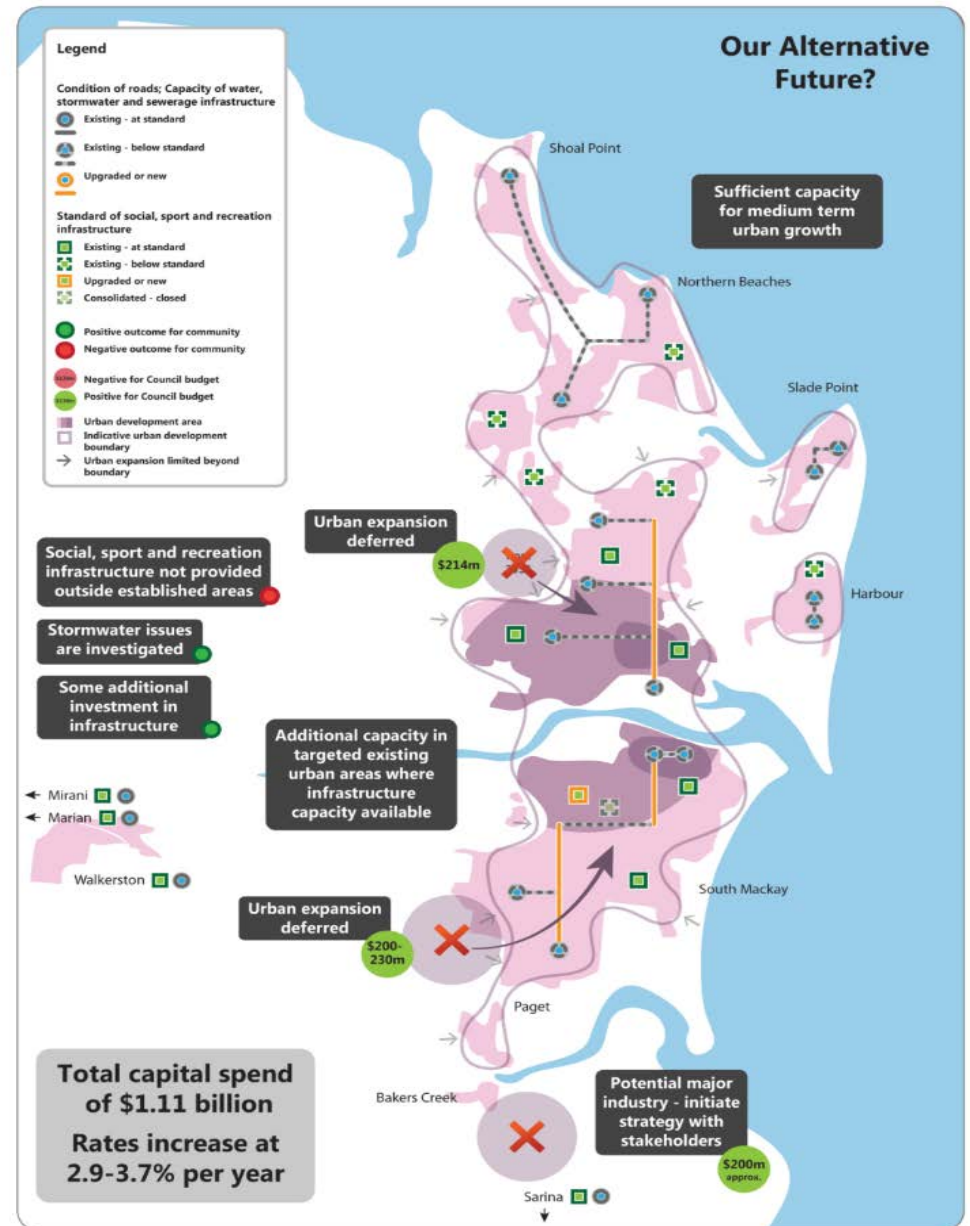 Our Alternative
Future?
Legend
Condition of roads; Capacity of water,
stormwater and sewerage infrastructure
Existing - at standard
Existing - below standard
Upgraded or new
Standard of social, sport and recreation
infrastructure
Existing - at standard
Existing - below standard
Upgraded or new
Consolidated - closed
Positive outcome for community
Negative outcome for community
Negative for Council budget
Positive for Council budget
Urban development area
Indicative urban development
boundary
Urban expansion limited beyond
boundary
Shoal Point
Sufficient capacity
for medium term
urban growth
Northern Beaches
Slade Point
Urban expansion
deferred
$214m
Social, sport and recreation
infrastructure not provided
outside established areas
Harbour
Stormwater issues
are investigated
Some additional
investment in
infrastructure
Additional capacity in
targeted existing
urban areas where
infrastructure
capacity available
Mirani
Marian
Walkerston
South Mackay
Urban expansion
deferred
$200-
230m
Paget
Total capital spend
of $1.11 billion
Rates increase at
2.9-3.7% per year
Bakers Creek
Potential major
industry - initiate
strategy with
stakeholders
$200m
approx.
Sarina